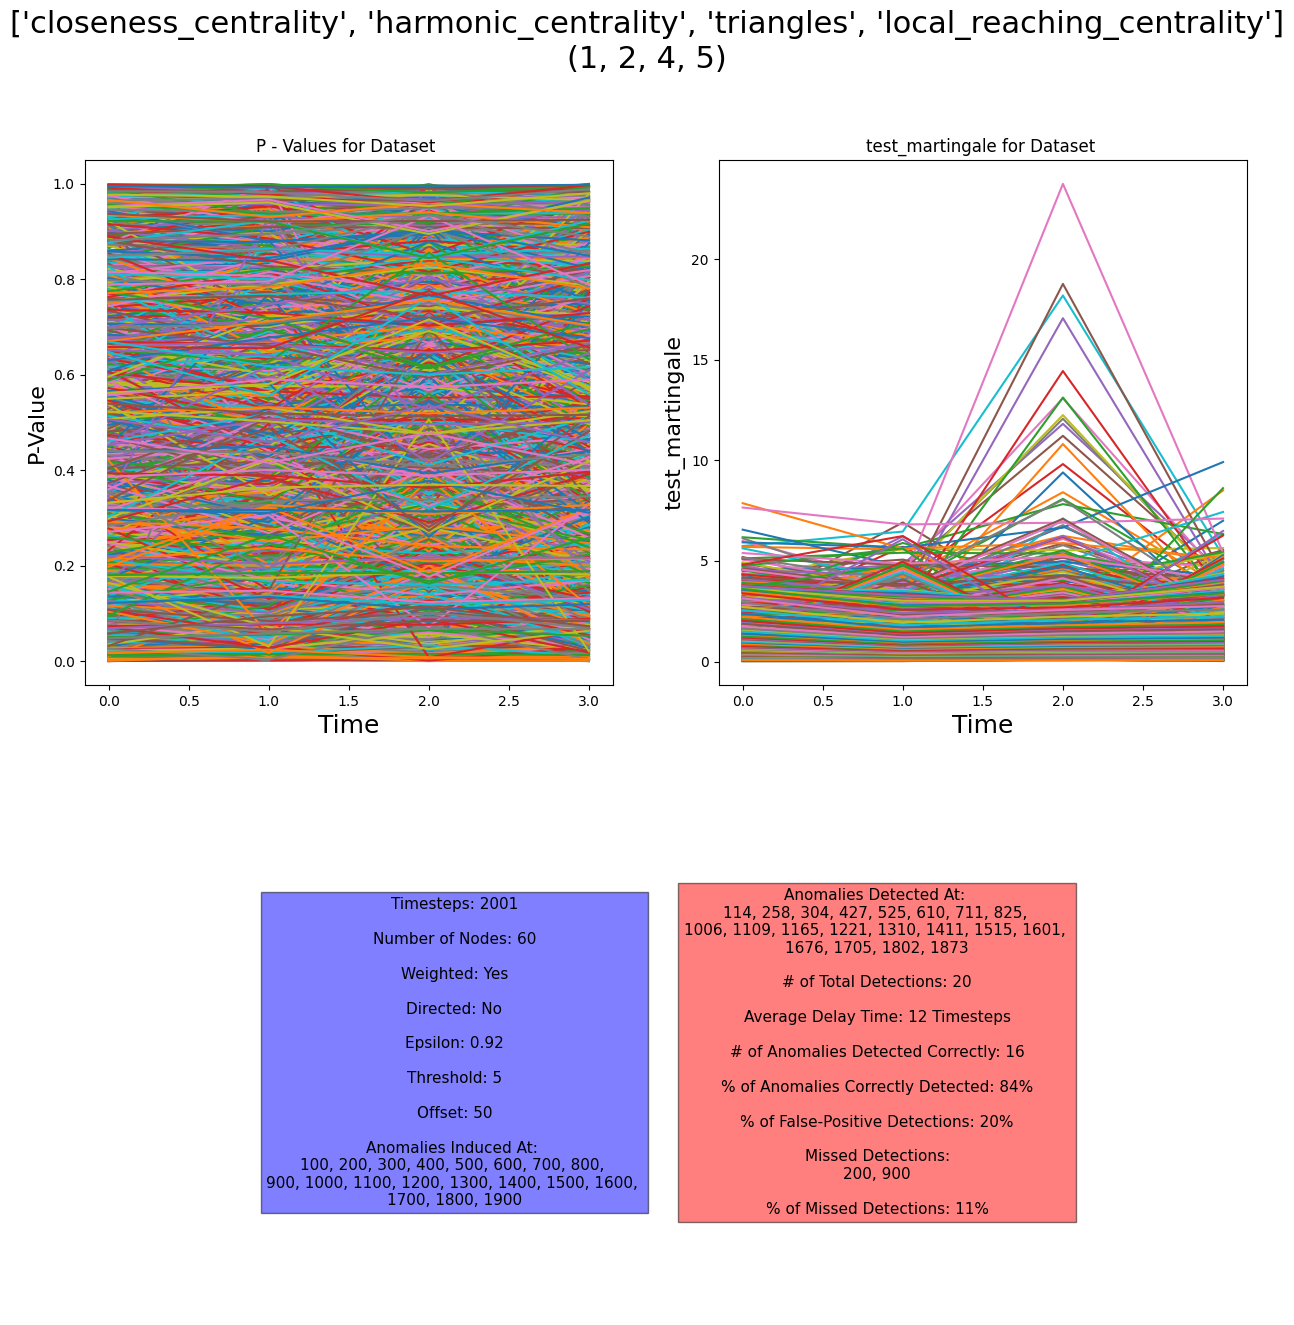 ['closeness_centrality', 'harmonic_centrality', 'triangles', 'local_reaching_centrality']
(1, 2, 4, 5)
P - Values for Dataset
P-Value
1.0
0.8
0.6
0.4
0.2
0.0
0.0 0.5 1.0 1.5 2.0 2.5 3.0
Time
test_martingale for Dataset
test_martingale
20
15
10
5
0
0.0 0.5 1.0 1.5 2.0 2.5 3.0
Time
Timesteps: 2001
Number of Nodes: 60
Weighted: Yes
Directed: No
Epsilon: 0.92
Threshold: 5
Offset: 50
Anomalies Induced At:
100, 200, 300, 400, 500, 600, 700, 800,
900, 1000, 1100, 1200, 1300, 1400, 1500, 1600,
1700, 1800, 1900
Anomalies Detected At:
114, 258, 304, 427, 525, 610, 711, 825,
1006, 1109, 1165, 1221, 1310, 1411, 1515, 1601,
1676, 1705, 1802, 1873
# of Total Detections: 20
Average Delay Time: 12 Timesteps
# of Anomalies Detected Correctly: 16
% of Anomalies Correctly Detected: 84%
% of False-Positive Detections: 20%
Missed Detections:
200, 900
% of Missed Detections: 11%